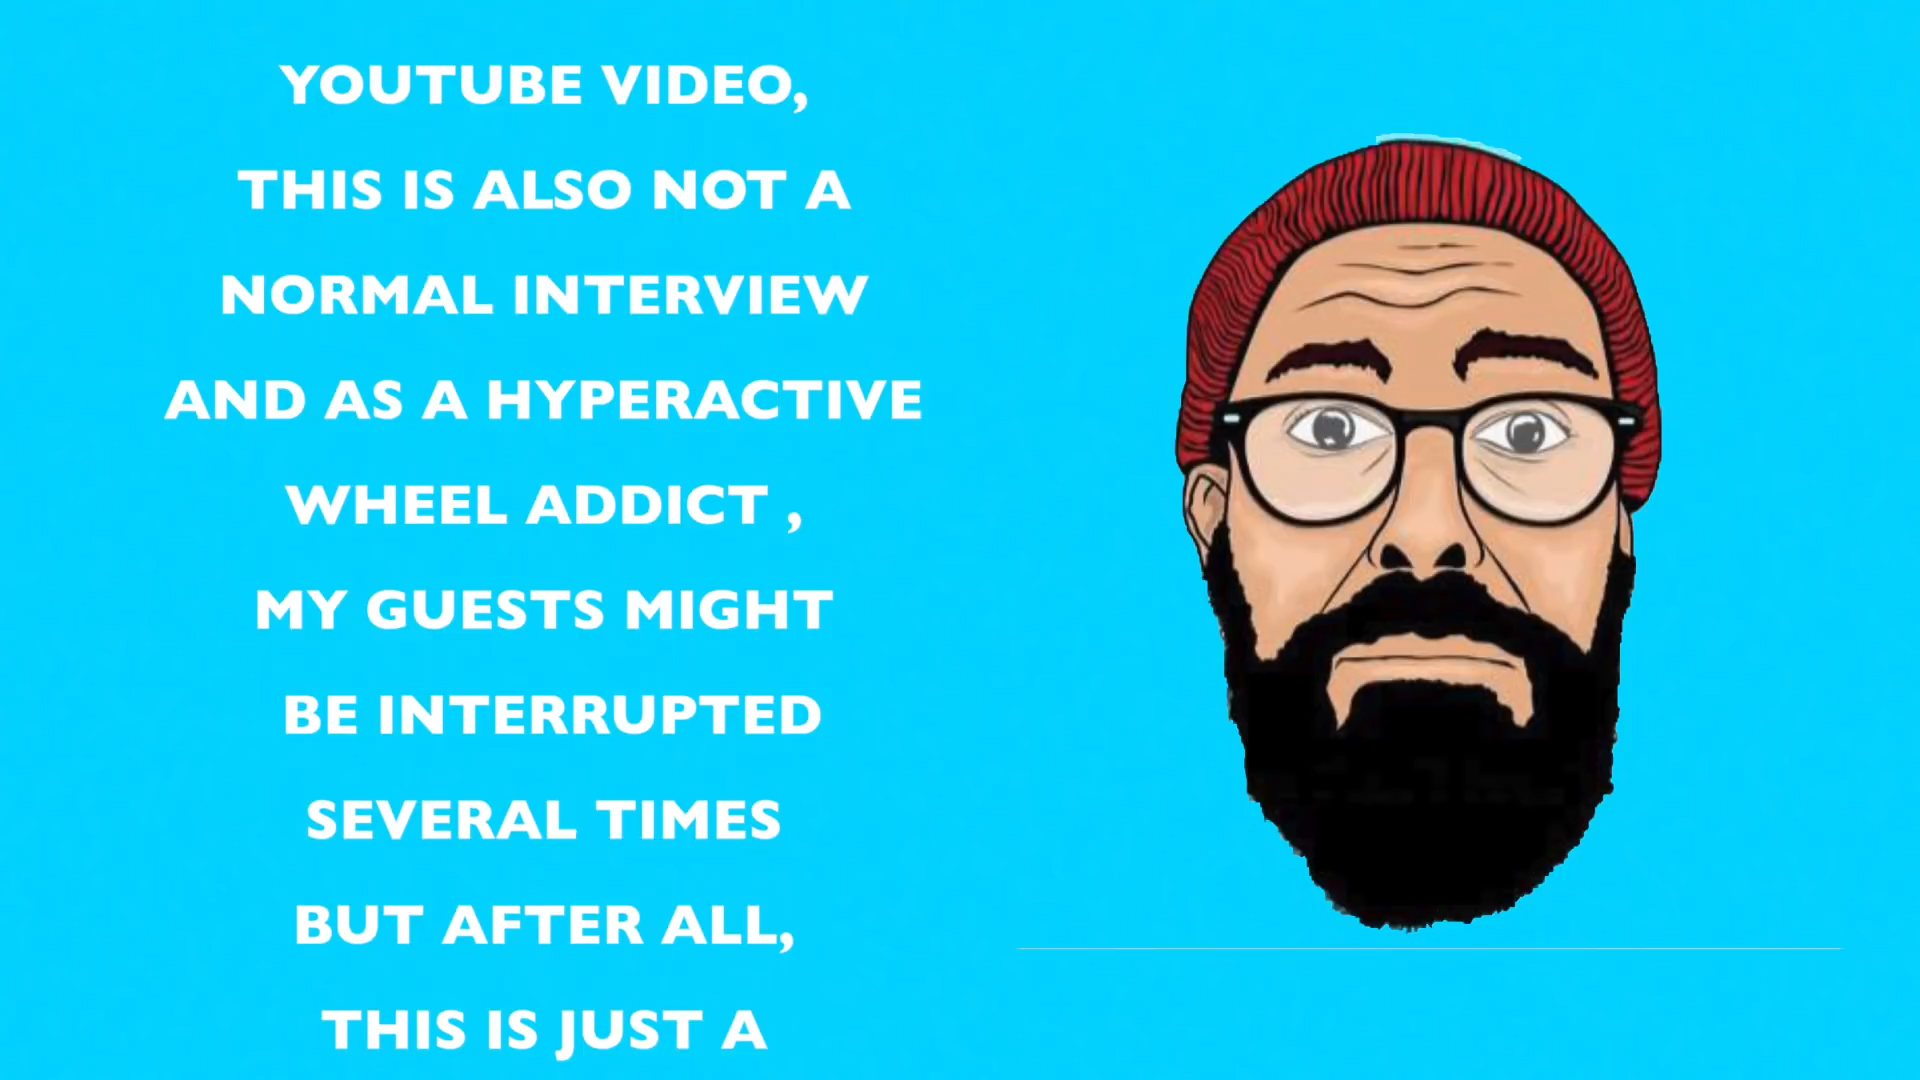 YOUTUBE VIDEO,
THIS IS ALSO NOT A
NORMAL INTERVIEW
AND AS A HYPERACTIVE
WHEEL ADDICT ,
MY GUESTS MIGHT
BE INTERRUPTED
SEVERAL TIMES
BUT AFTER ALL,
THIS IS JUST A